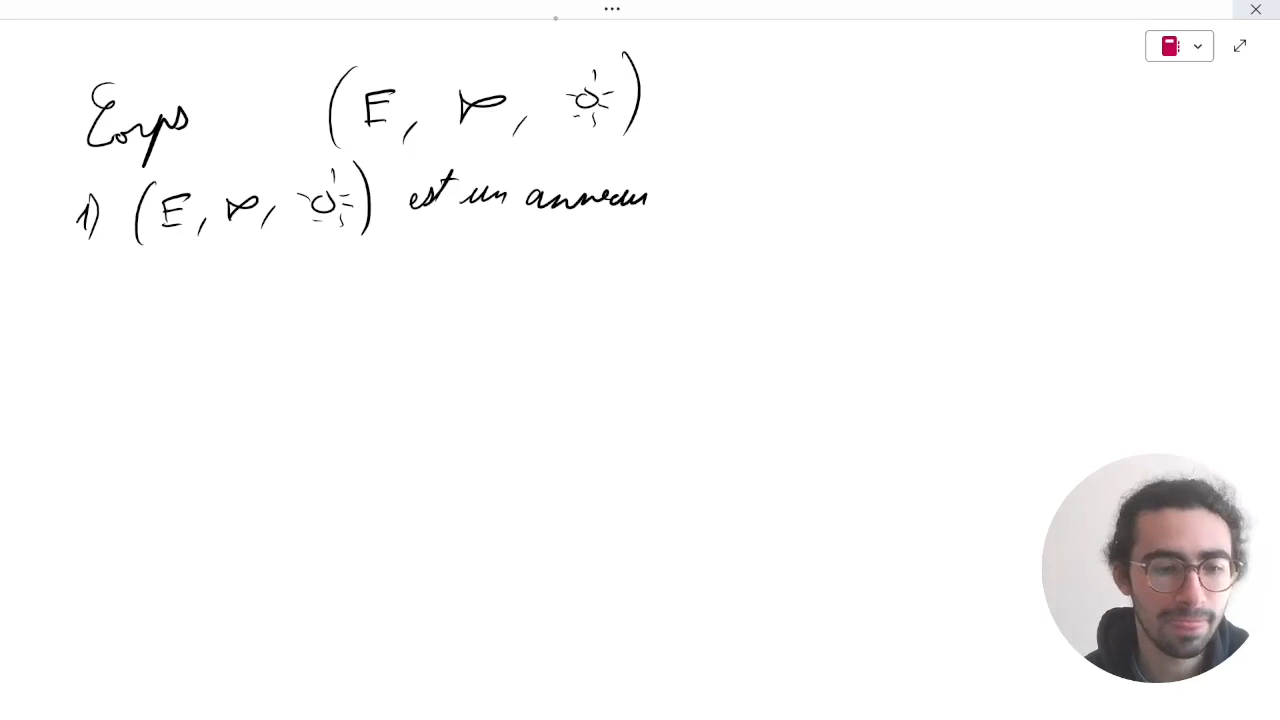 Corps (E, ∝, ☼)
1) (E, ∝, ☼) est un anneau